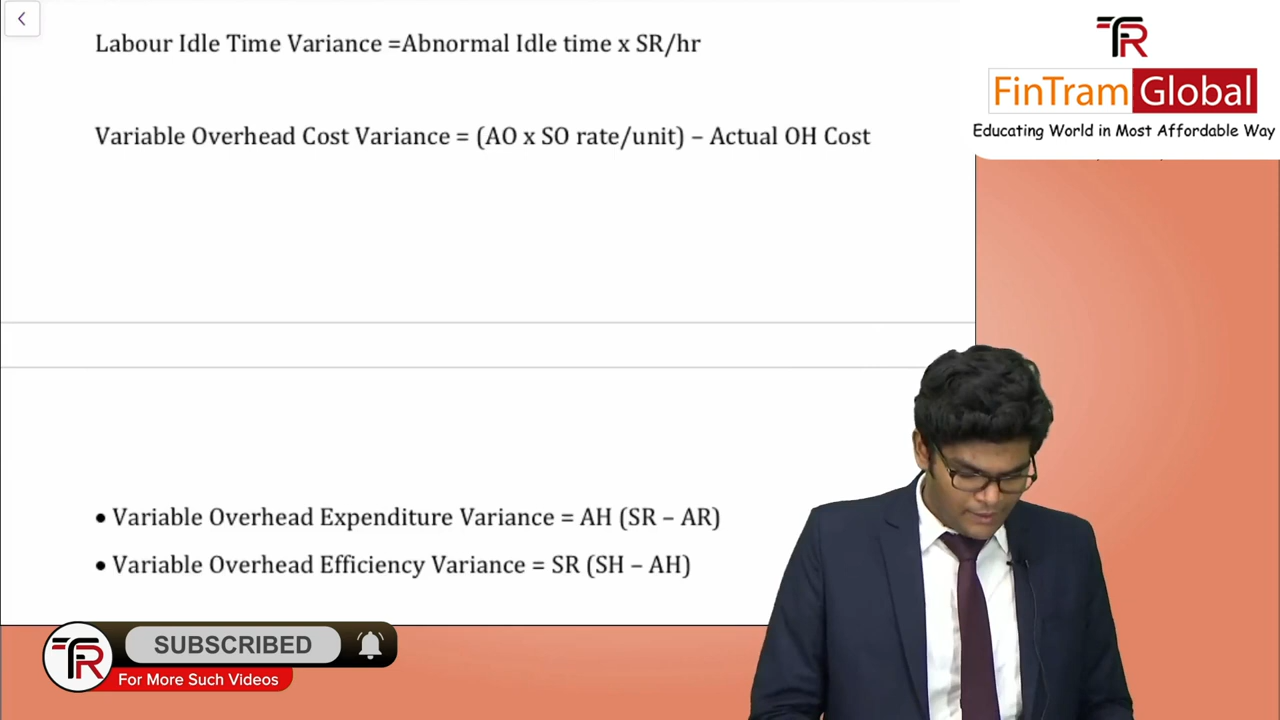 Labour Idle Time Variance =Abnormal Idle time x SR/hr
TR
FinTram Global
Educating World in Most Affordable Way
Variable Overhead Cost Variance = (AO x SO rate/unit) – Actual OH Cost
• Variable Overhead Expenditure Variance = AH (SR – AR)
• Variable Overhead Efficiency Variance = SR (SH – AH)
TR
SUBSCRIBED
For More Such Videos